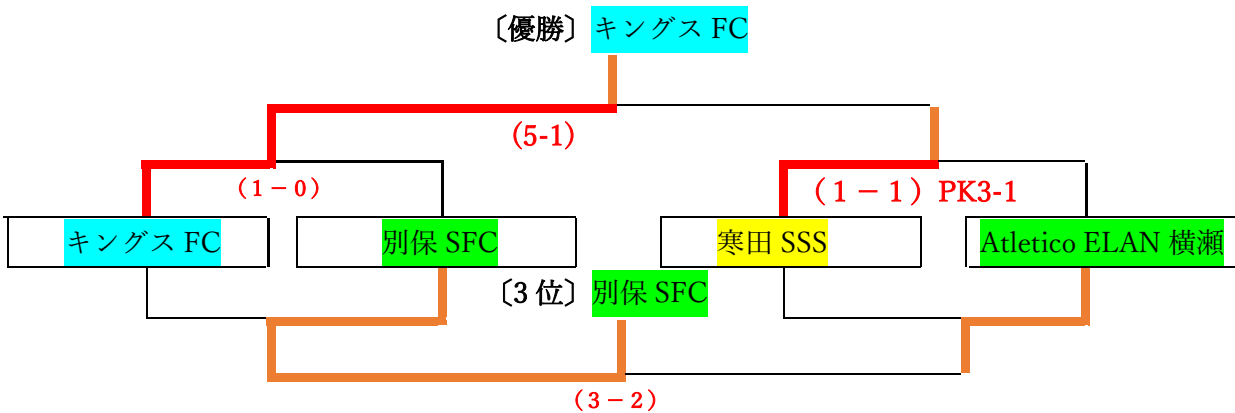 〔優勝〕キングス FC
(5-1)
(1－0)
(1－1) PK3-1
キングス FC
別保 SFC
寒田 SSS
Atletico ELAN 横瀬
〔3 位〕別保 SFC
(3－2)